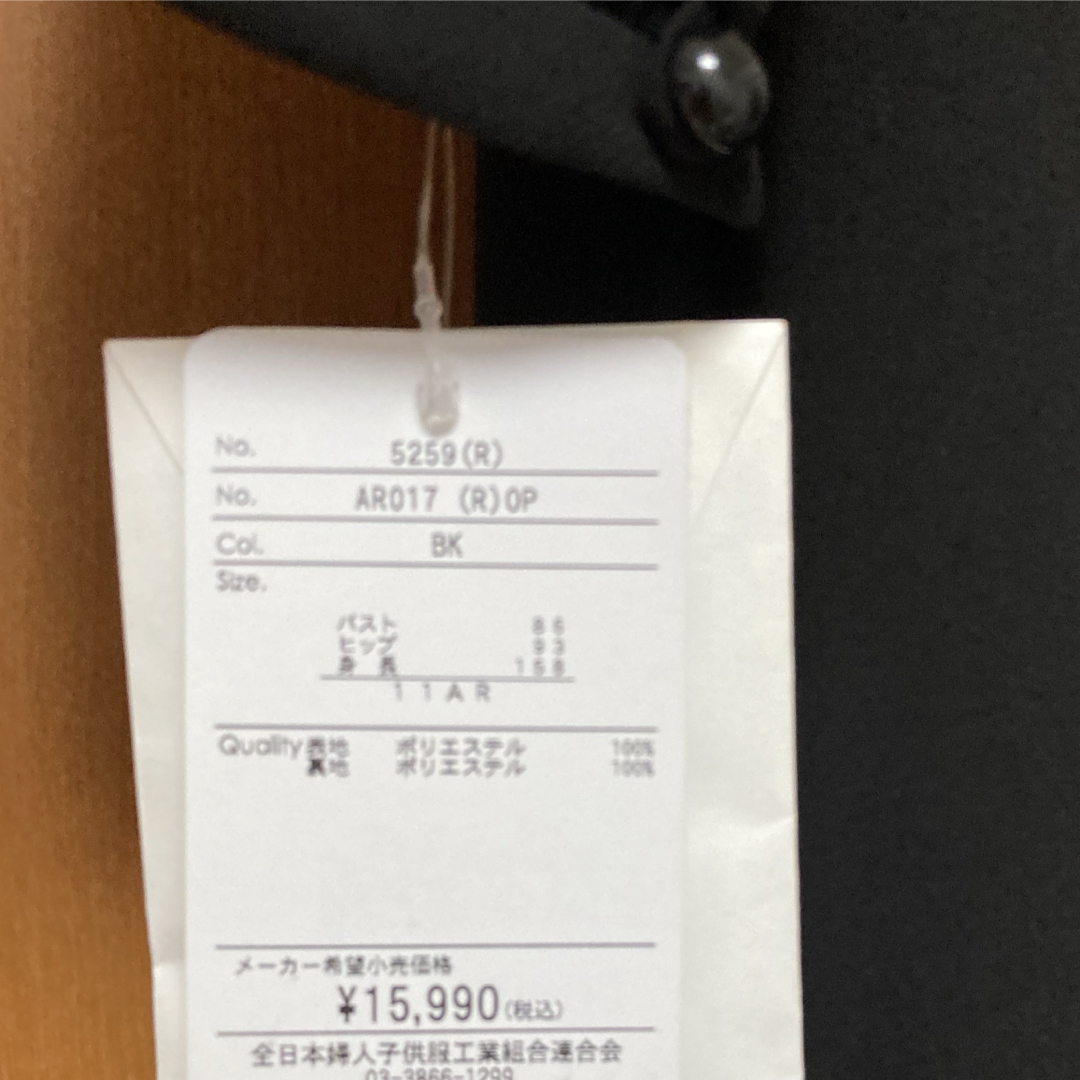 No. 5259(R)
No. AR017 (R)OP
Col. BK
Size.
バスト 86
ヒップ 93
身長 158
11AR
Quality 表地 ポリエステル 100%
裏地 ポリエステル 100%
メーカー希望小売価格
¥15,990(税込)
全日本婦人子供服工業組合連合会
03-3866-1299